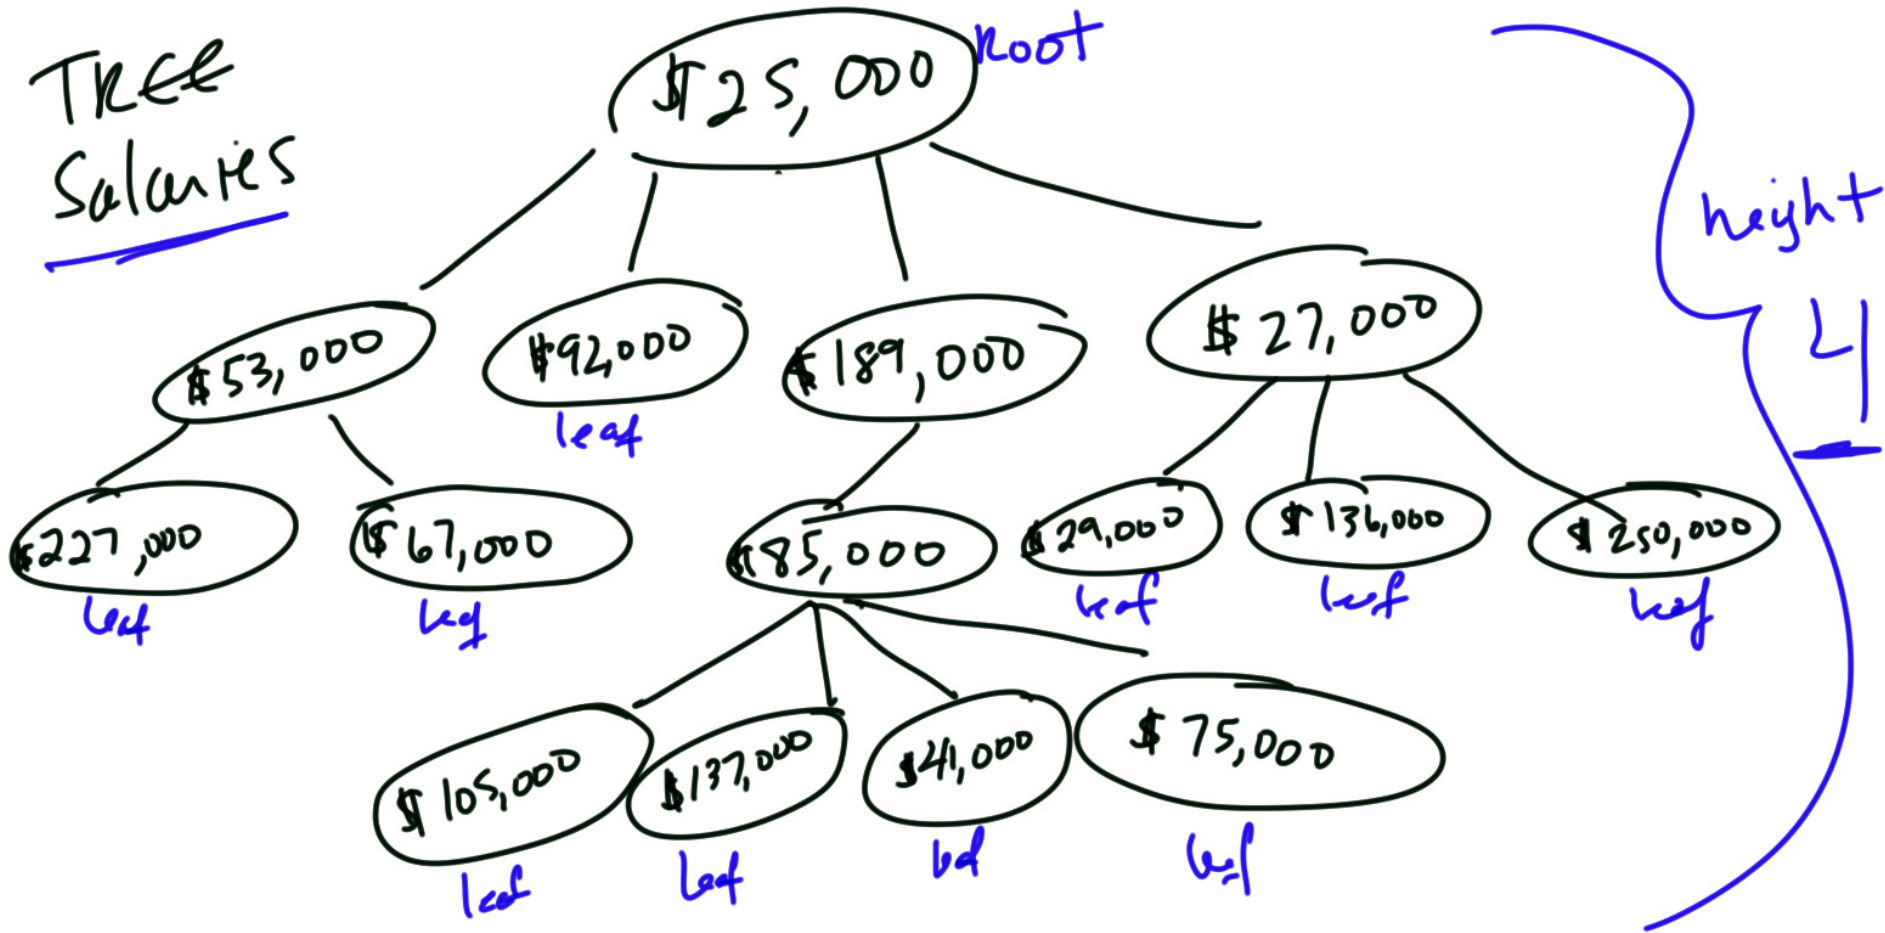 TREE
Salaries
$25,000
Root
height
4
$53,000
$92,000
$189,000
$27,000
leaf
$227,000
$67,000
$85,000
$29,000
$136,000
$250,000
leaf
leaf
leaf
leaf
leaf
$105,000
$137,000
$41,000
$75,000
leaf
leaf
leaf
leaf